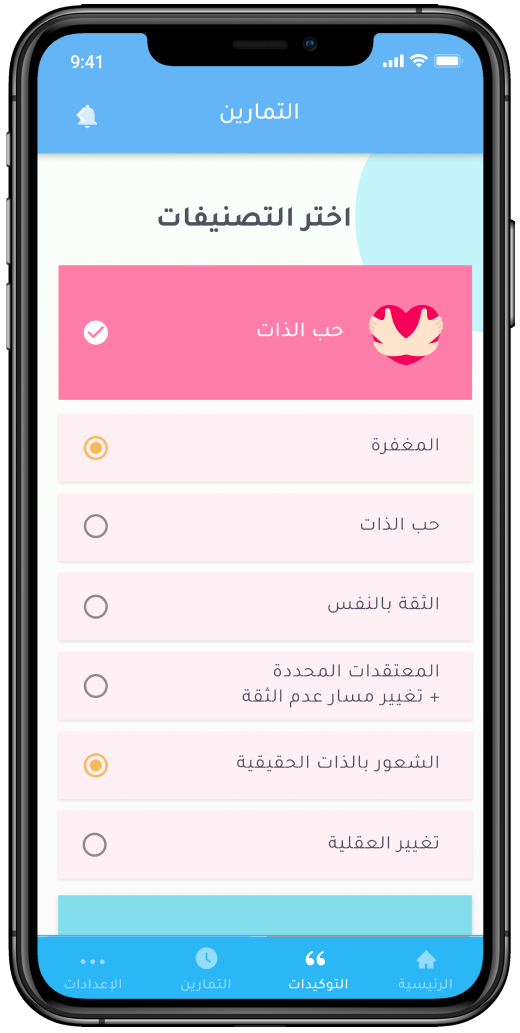 9:41
التمارين
اختر التصنيفات
حب الذات
المغفرة
حب الذات
الثقة بالنفس
المعتقدات المحددة
+ تغيير مسار عدم الثقة
الشعور بالذات الحقيقية
تغيير العقلية
الرئيسية
التوكيدات
التمارين
الإعدادات